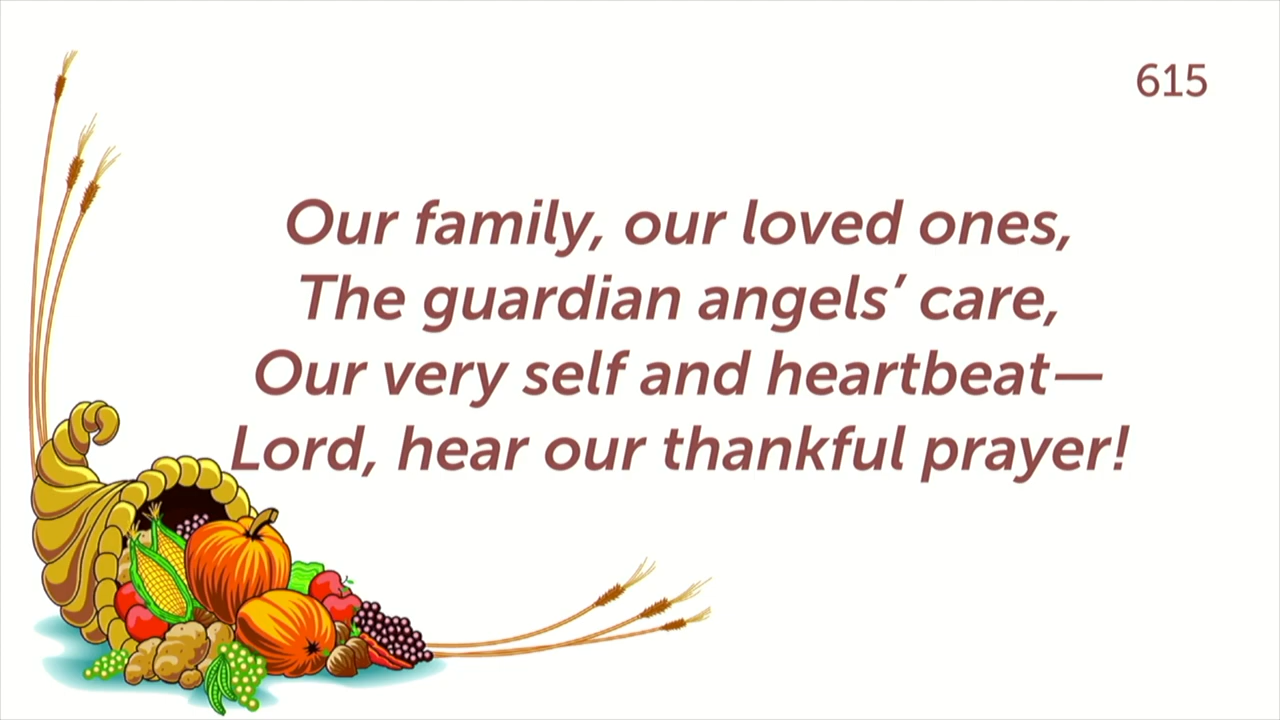 615
Our family, our loved ones,
The guardian angels’ care,
Our very self and heartbeat—
Lord, hear our thankful prayer!